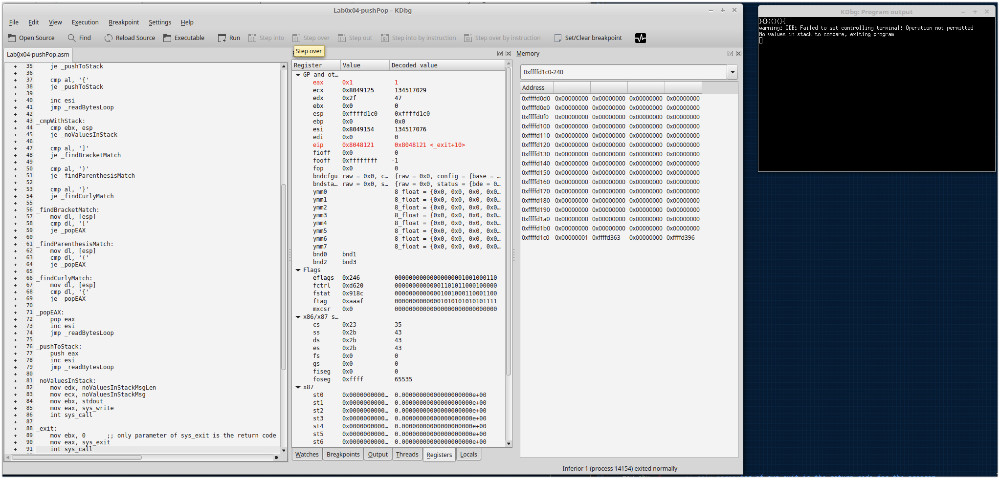 Lab0x04-pushPop – KDbg
File Edit View Execution Breakpoint Settings Help
Open Source Find Reload Source Executable Run Step into Step over Step out Step into by instruction Step over by instruction Set/Clear breakpoint
Step over
Lab0x04-pushPop.asm
+ 35 je _pushToStack
+ 36
+ 37 cmp al, '{'
+ 38 je _pushToStack
+ 39
+ 40 inc esi
+ 41 jmp _readBytesLoop
+ 42
+ 43 _cmpWithStack:
+ 44 cmp ebx, esp
+ 45 je _noValuesInStack
+ 46
+ 47 cmp al, ']'
+ 48 je _findBracketMatch
+ 49
+ 50 cmp al, ')'
+ 51 je _findParenthesisMatch
+ 52
+ 53 cmp al, '}'
+ 54 je _findCurlyMatch
+ 55
+ 56 _findBracketMatch:
+ 57 mov dl, [esp]
+ 58 cmp dl, '['
+ 59 je _popEAX
+ 60
+ 61 _findParenthesisMatch:
+ 62 mov dl, [esp]
+ 63 cmp dl, '('
+ 64 je _popEAX
+ 65
+ 66 _findCurlyMatch:
+ 67 mov dl, [esp]
+ 68 cmp dl, '{'
+ 69 je _popEAX
+ 70
+ 71 _popEAX:
+ 72 pop eax
+ 73 inc esi
+ 74 jmp _readBytesLoop
+ 75
+ 76 _pushToStack:
+ 77 push eax
+ 78 inc esi
+ 79 jmp _readBytesLoop
+ 80
+ 81 _noValuesInStack:
+ 82 mov edx, noValuesInStackMsgLen
+ 83 mov ecx, noValuesInStackMsg
+ 84 mov ebx, stdout
+ 85 mov eax, sys_write
+ 86 int sys_call
+ 87
+ 88 _exit:
+ 89 mov ebx, 0 ;; only parameter of sys_exit is the return code
+ 90 mov eax, sys_exit
+ 91 int sys_call
Register Value Decoded value
GP and ot...
eax 0x1 1
ecx 0x8049125 134517029
edx 0x2f 47
ebx 0x0 0
esp 0xffffd1c0 0xffffd1c0
ebp 0x0 0x0
esi 0x8049154 134517076
edi 0x0 0
eip 0x8048121 0x8048121 <_exit+10>
fioff 0x0 0
fooff 0xffffffff -1
fop 0x0 0
bndcfgu raw = 0x0, c... {raw = 0x0, config = {base = ...
bndsta... raw = 0x0, s... {raw = 0x0, status = {bde = 0...
ymm0 8_float = {0x0, 0x0, 0x0, 0x0...
ymm1 8_float = {0x0, 0x0, 0x0, 0x0...
ymm2 8_float = {0x0, 0x0, 0x0, 0x0...
ymm3 8_float = {0x0, 0x0, 0x0, 0x0...
ymm4 8_float = {0x0, 0x0, 0x0, 0x0...
ymm5 8_float = {0x0, 0x0, 0x0, 0x0...
ymm6 8_float = {0x0, 0x0, 0x0, 0x0...
ymm7 8_float = {0x0, 0x0, 0x0, 0x0...
bnd0 bnd1
bnd2 bnd3
Flags
eflags 0x246 00000000000000000001001000110
fctrl 0xd620 00000000000001101011000100000
fstat 0x918c 00000000000001001000110001100
ftag 0xaaaf 00000000000001010101010101111
mxcsr 0x0 00000000000000000000000000000
x86/x87 s...
cs 0x23 35
ss 0x2b 43
ds 0x2b 43
es 0x2b 43
fs 0x0 0
gs 0x0 0
fiseg 0x0 0
foseg 0xffff 65535
x87
st0 0x0000000000... 0.00000000000000000000e+00
st1 0x0000000000... 0.00000000000000000000e+00
st2 0x0000000000... 0.00000000000000000000e+00
st3 0x0000000000... 0.00000000000000000000e+00
st4 0x0000000000... 0.00000000000000000000e+00
st5 0x0000000000... 0.00000000000000000000e+00
st6 0x0000000000... 0.00000000000000000000e+00
Watches Breakpoints Output Threads Registers Locals
Memory
0xffffd1c0-240
Address
0xffffd0d0 0x00000000 0x00000000 0x00000000 0x00000000
0xffffd0e0 0x00000000 0x00000000 0x00000000 0x00000000
0xffffd0f0 0x00000000 0x00000000 0x00000000 0x00000000
0xffffd100 0x00000000 0x00000000 0x00000000 0x00000000
0xffffd110 0x00000000 0x00000000 0x00000000 0x00000000
0xffffd120 0x00000000 0x00000000 0x00000000 0x00000000
0xffffd130 0x00000000 0x00000000 0x00000000 0x00000000
0xffffd140 0x00000000 0x00000000 0x00000000 0x00000000
0xffffd150 0x00000000 0x00000000 0x00000000 0x00000000
0xffffd160 0x00000000 0x00000000 0x00000000 0x00000000
0xffffd170 0x00000000 0x00000000 0x00000000 0x00000000
0xffffd180 0x00000000 0x00000000 0x00000000 0x00000000
0xffffd190 0x00000000 0x00000000 0x00000000 0x00000000
0xffffd1a0 0x00000000 0x00000000 0x00000000 0x00000000
0xffffd1b0 0x00000000 0x00000000 0x00000000 0x00000000
0xffffd1c0 0x00000001 0xffffd363 0x00000000 0xffffd396
Inferior 1 (process 14154) exited normally
KDbg: Program output
}{})()(}{
warning: GDB: Failed to set controlling terminal: Operation not permitted
No values in stack to compare, exiting program